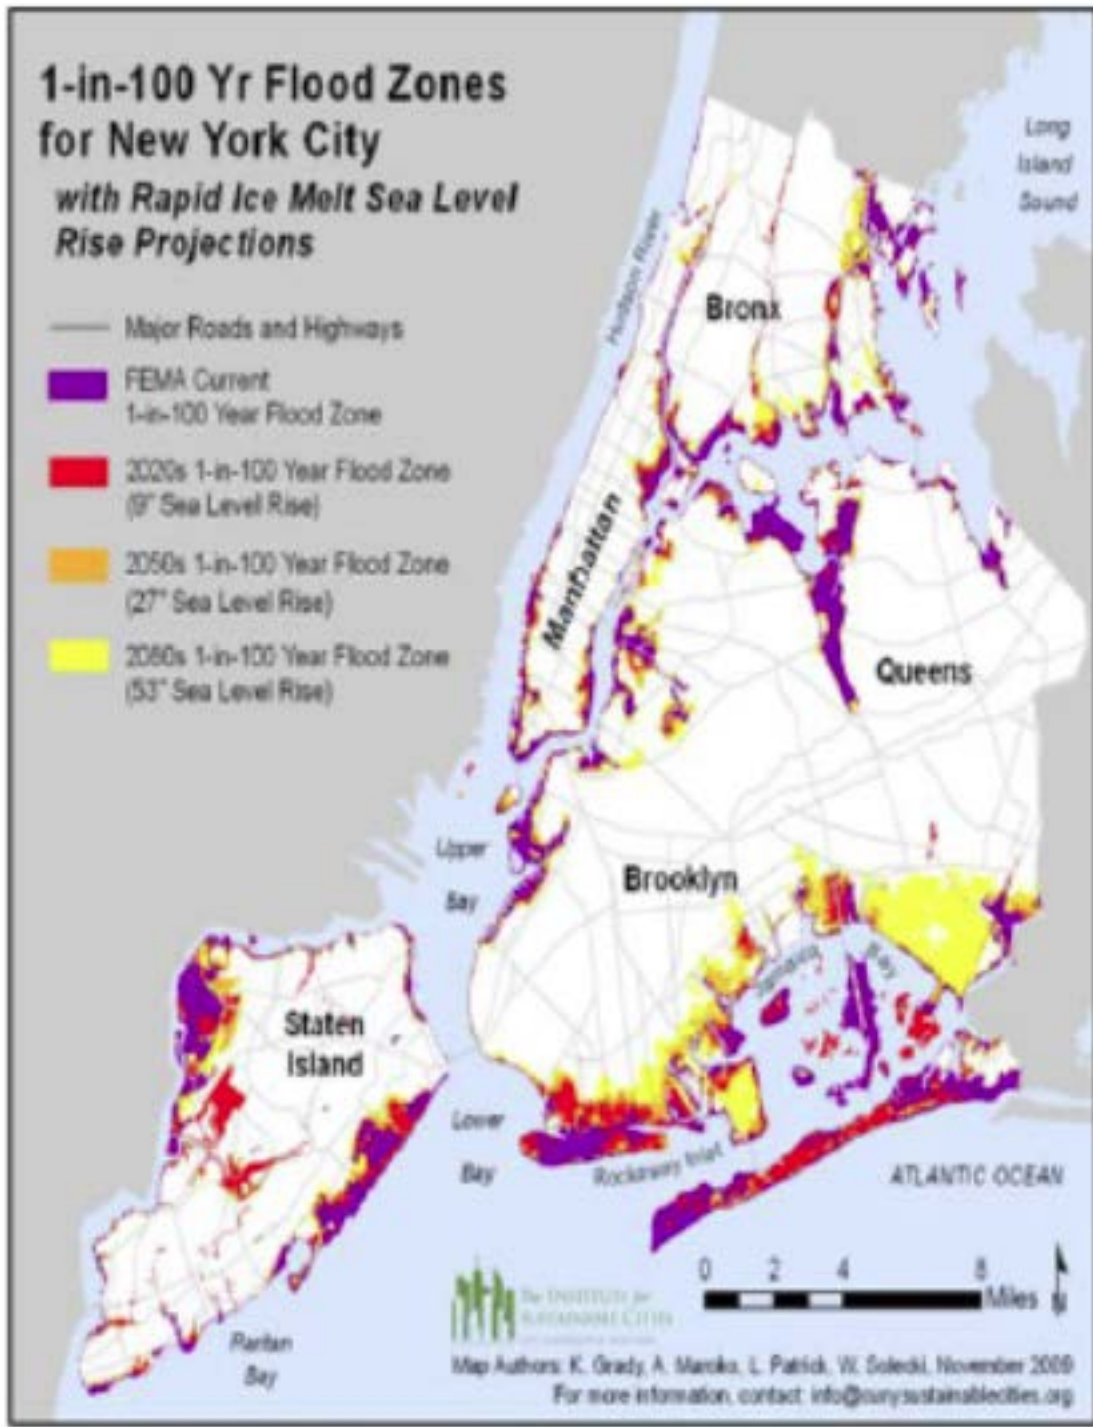 1-in-100 Yr Flood Zones
for New York City
with Rapid Ice Melt Sea Level
Rise Projections
Major Roads and Highways
FEMA Current
1-in-100 Year Flood Zone
2020s 1-in-100 Year Flood Zone
(9" Sea Level Rise)
2050s 1-in-100 Year Flood Zone
(27" Sea Level Rise)
2080s 1-in-100 Year Flood Zone
(53" Sea Level Rise)
Long
Island
Sound
Hudson River
Bronx
Manhattan
Queens
Upper
Bay
Brooklyn
Jamaica
Bay
Staten
Island
Lower
Bay
Rockaway Inlet
ATLANTIC OCEAN
Raritan
Bay
0 2 4 8
Miles
N
The INSTITUTE for
SUSTAINABLE CITIES
Map Authors: K. Grady, A. Maroko, L. Patrick, W. Solecki, November 2009
For more information, contact: info@cunysustainablecities.org